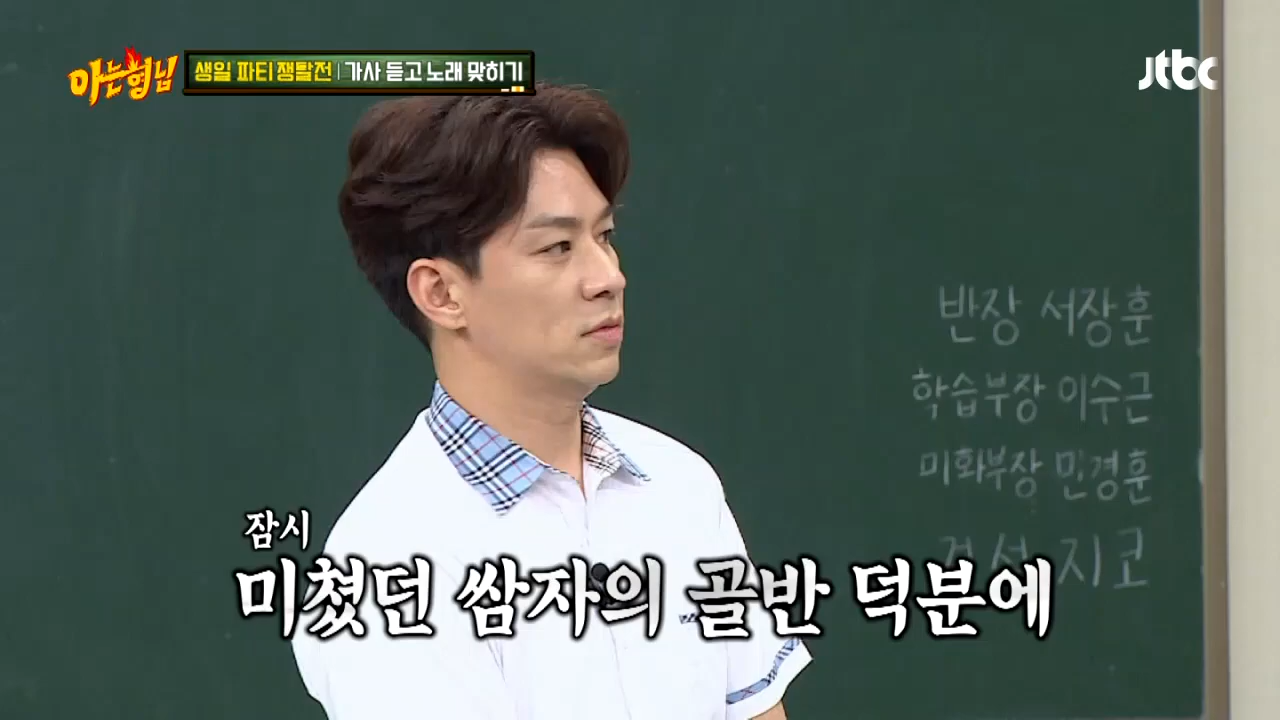 아는형님
생일 파티 쟁탈전 | 가사 듣고 노래 맞히기
jtbc
반장 서장훈
학습부장 이수근
미화부장 민경훈
지코
잠시
미쳤던 쌈자의 골반 덕분에